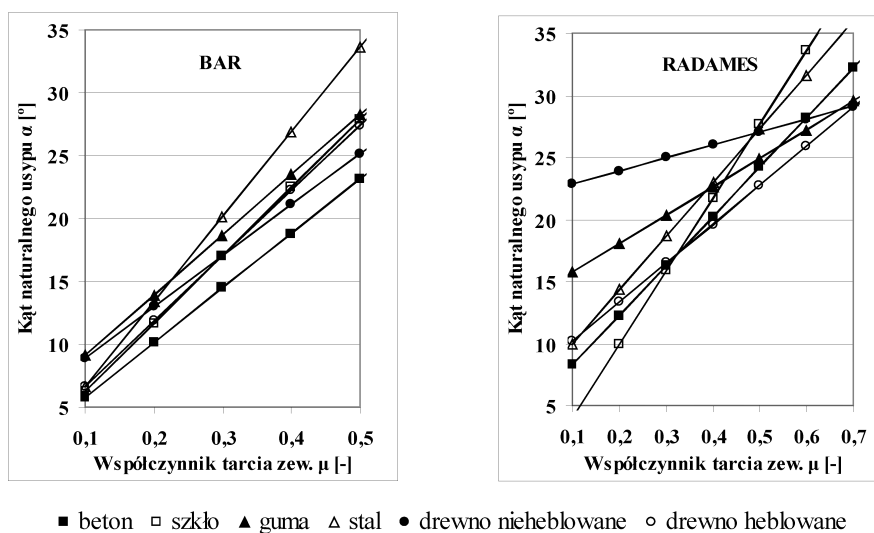 BAR
Kąt naturalnego usypu α [º]
35
30
25
20
15
10
5
0,1 0,2 0,3 0,4 0,5
Współczynnik tarcia zew. μ [-]
RADAMES
Kąt naturalnego usypu α [º]
35
30
25
20
15
10
5
0,1 0,2 0,3 0,4 0,5 0,6 0,7
Współczynnik tarcia zew. μ [-]
beton szkło guma stal drewno nieheblowane drewno heblowane